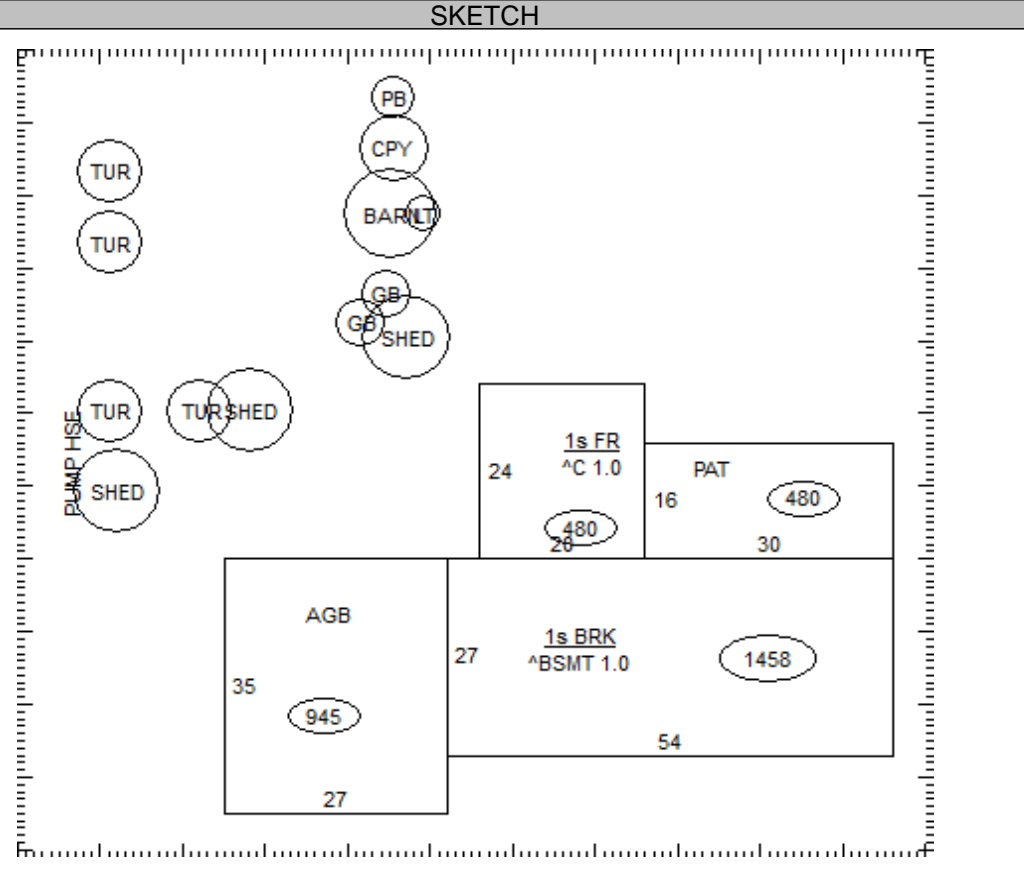 SKETCH
PB
CPY
TUR
BARN
LT
TUR
GB
GB
SHED
TUR
TUR
SHED
PUMP HSE
SHED
1s FR
^C 1.0
24
480
20
PAT
16
480
30
AGB
35
945
27
1s BRK
^BSMT 1.0
27
1458
54